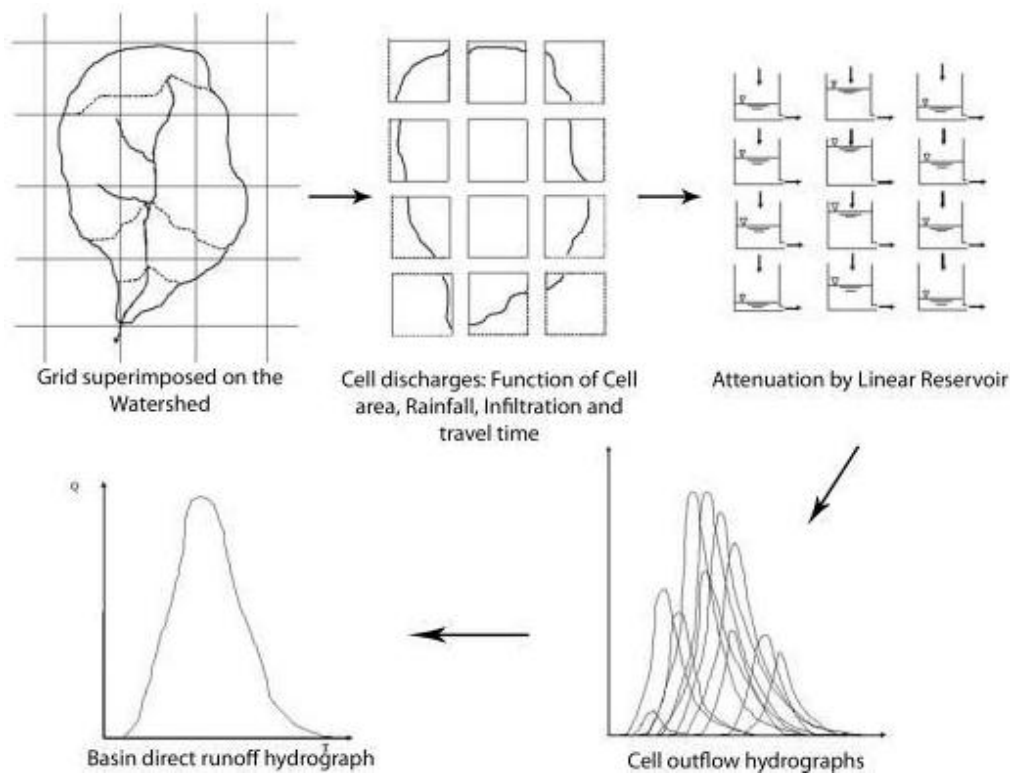 Grid superimposed on the
Watershed
Cell discharges: Function of Cell
area, Rainfall, Infiltration and
travel time
Attenuation by Linear Reservoir
Q
T
Basin direct runoff hydrograph
Cell outflow hydrographs